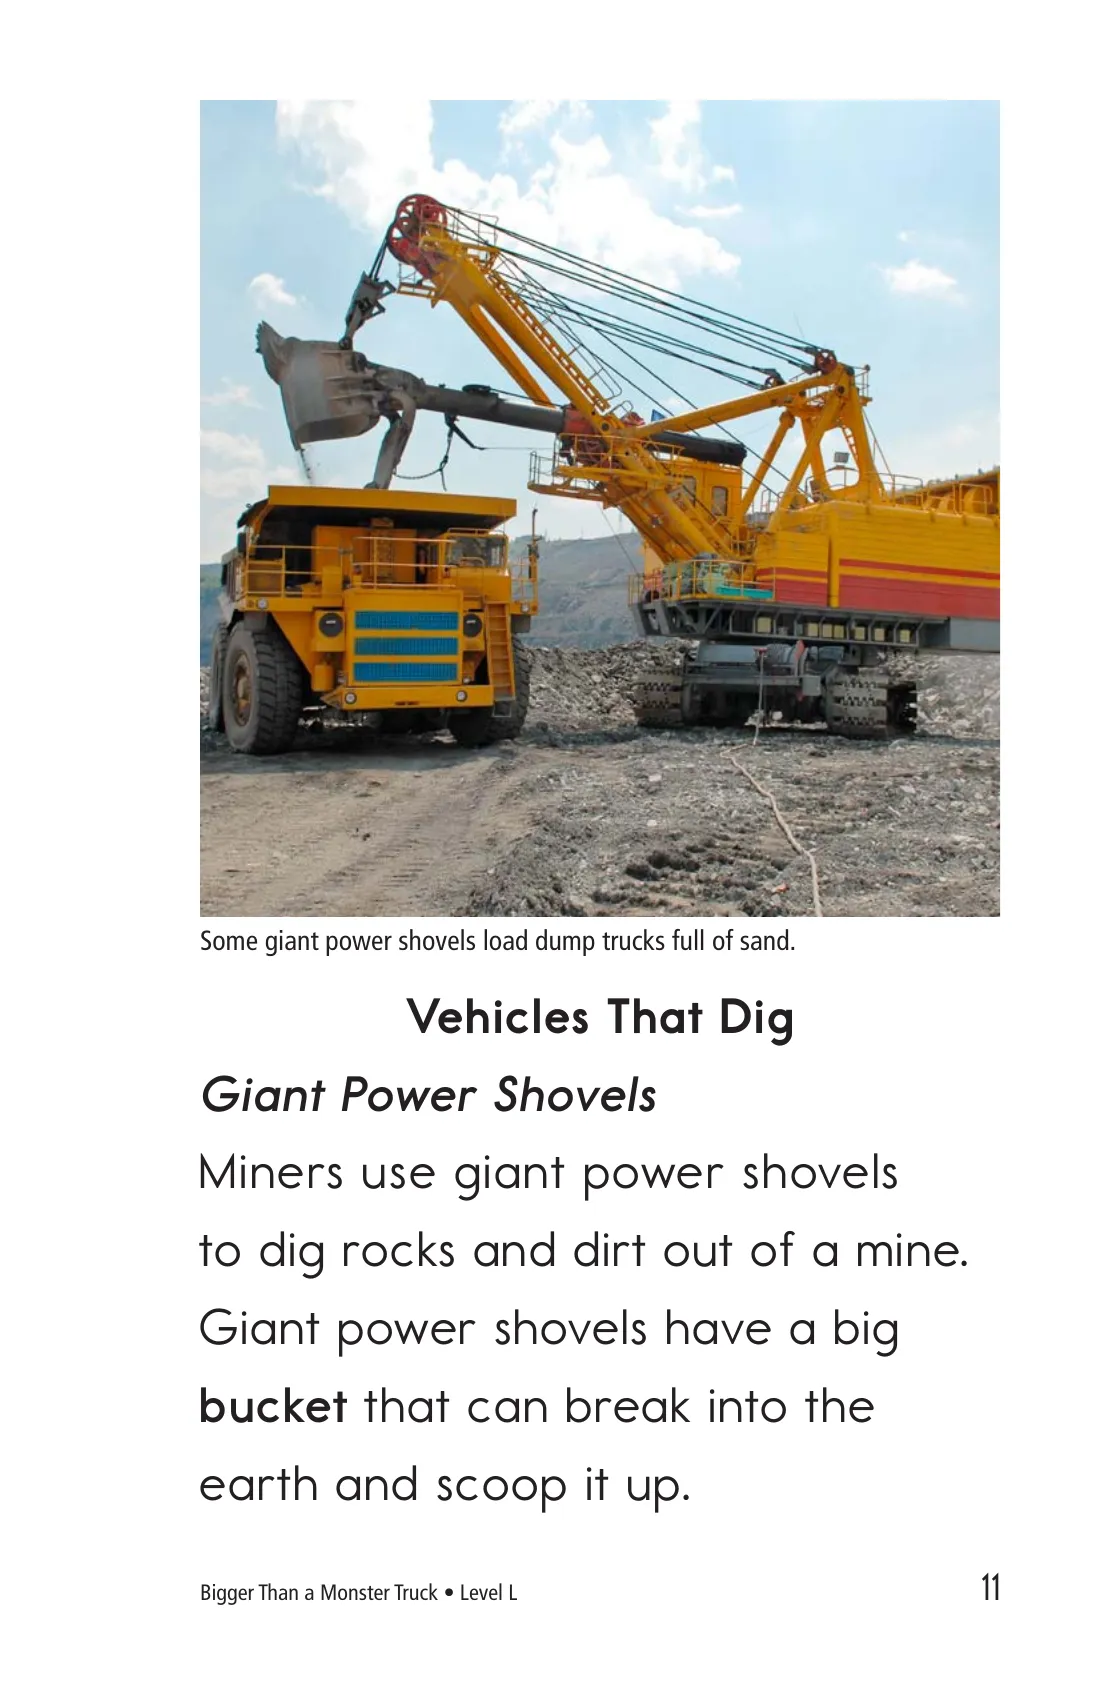 Some giant power shovels load dump trucks full of sand.
Vehicles That Dig
Giant Power Shovels
Miners use giant power shovels
to dig rocks and dirt out of a mine.
Giant power shovels have a big
bucket that can break into the
earth and scoop it up.
Bigger Than a Monster Truck • Level L
11